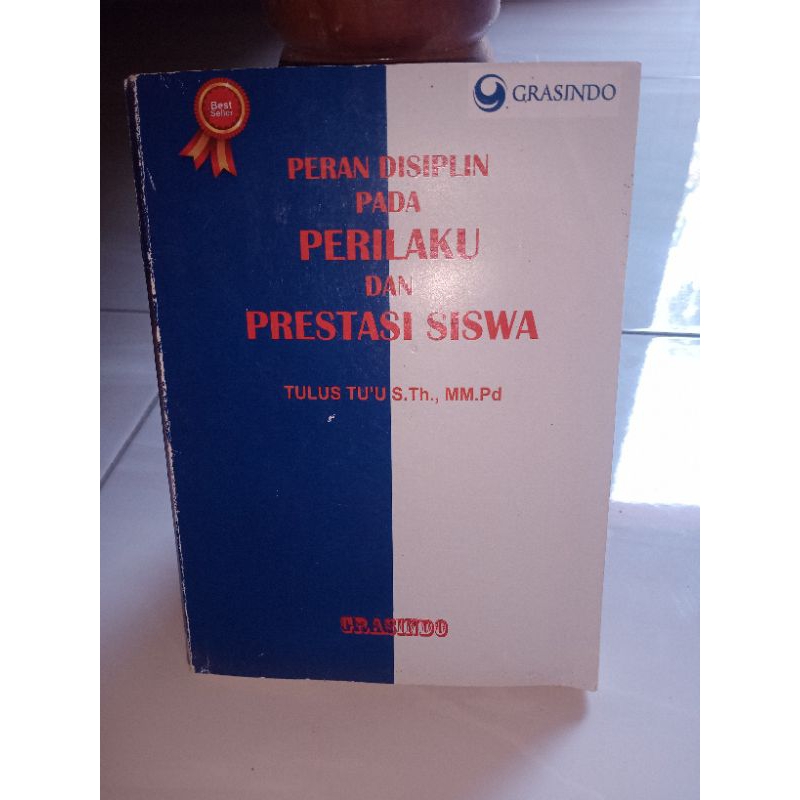 Best
Seller
GRASINDO
PERAN DISIPLIN
PADA
PERILAKU
DAN
PRESTASI SISWA
TULUS TU'U S.Th., MM.Pd
GRASINDO